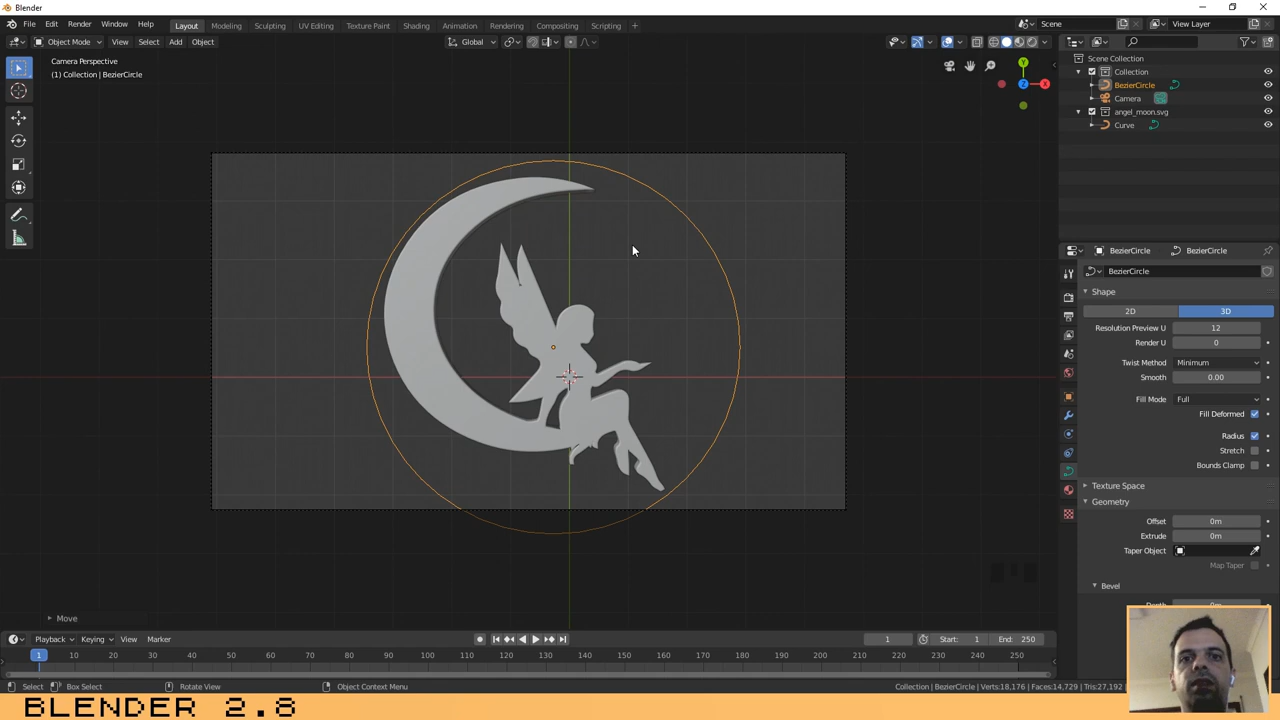 Blender
File Edit Render Window Help
Layout Modeling Sculpting UV Editing Texture Paint Shading Animation Rendering Compositing Scripting +
Scene View Layer
Object Mode View Select Add Object Global
Camera Perspective
(1) Collection | BezierCircle
Y
X
Z
Scene Collection
Collection
BezierCircle
Camera
angel_moon.svg
Curve
BezierCircle BezierCircle
BezierCircle
Shape
2D 3D
Resolution Preview U 12
Render U 0
Twist Method Minimum
Smooth 0.00
Fill Mode Full
Fill Deformed
Radius
Stretch
Bounds Clamp
Texture Space
Geometry
Offset 0m
Extrude 0m
Taper Object
Map Taper
Bevel
Move
Playback Keying View Marker 1 Start: 1 End: 250
1 10 20 30 40 50 60 70 80 90 100 110 120 130 140 150 160 170 180 190 200 210 220 230 240 250
Select Box Select Rotate View Object Context Menu Collection | BezierCircle | Verts:18,176 | Faces:14,729 | Tris:27,192 |
BLENDER 2.8